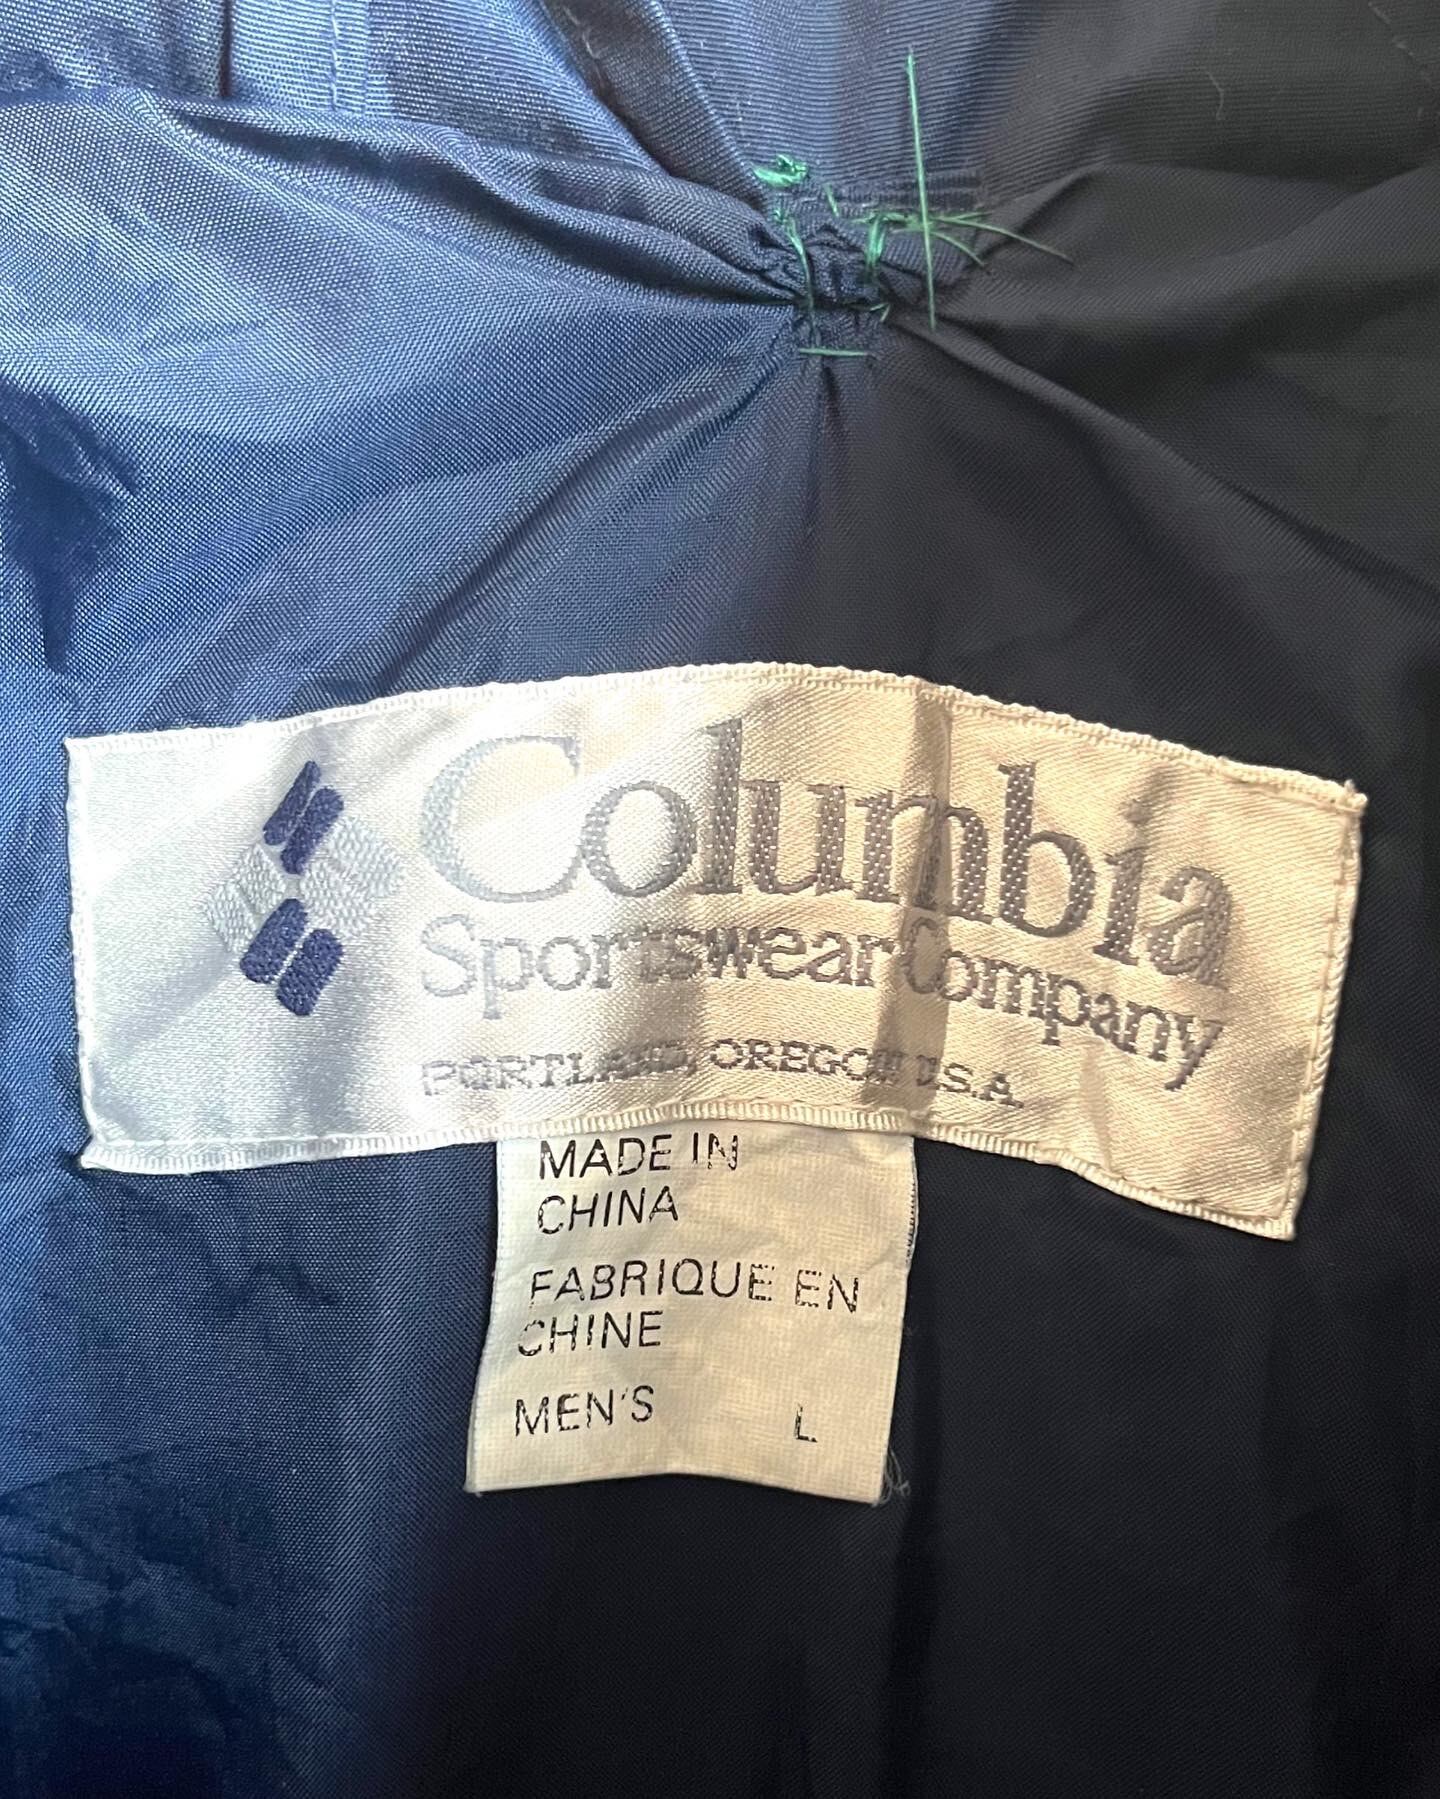 Columbia
Sportswear Company
PORTLAND, OREGON U.S.A.
MADE IN
CHINA
FABRIQUE EN
CHINE
MEN'S L